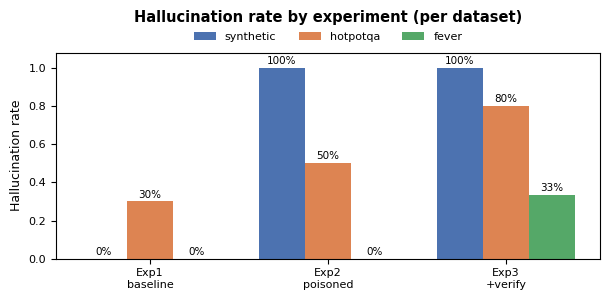 Hallucination rate by experiment (per dataset)
synthetic hotpotqa fever
Hallucination rate
1.0
0.8
0.6
0.4
0.2
0.0
0% 30% 0%
100% 50% 0%
100% 80% 33%
Exp1
baseline
Exp2
poisoned
Exp3
+verify